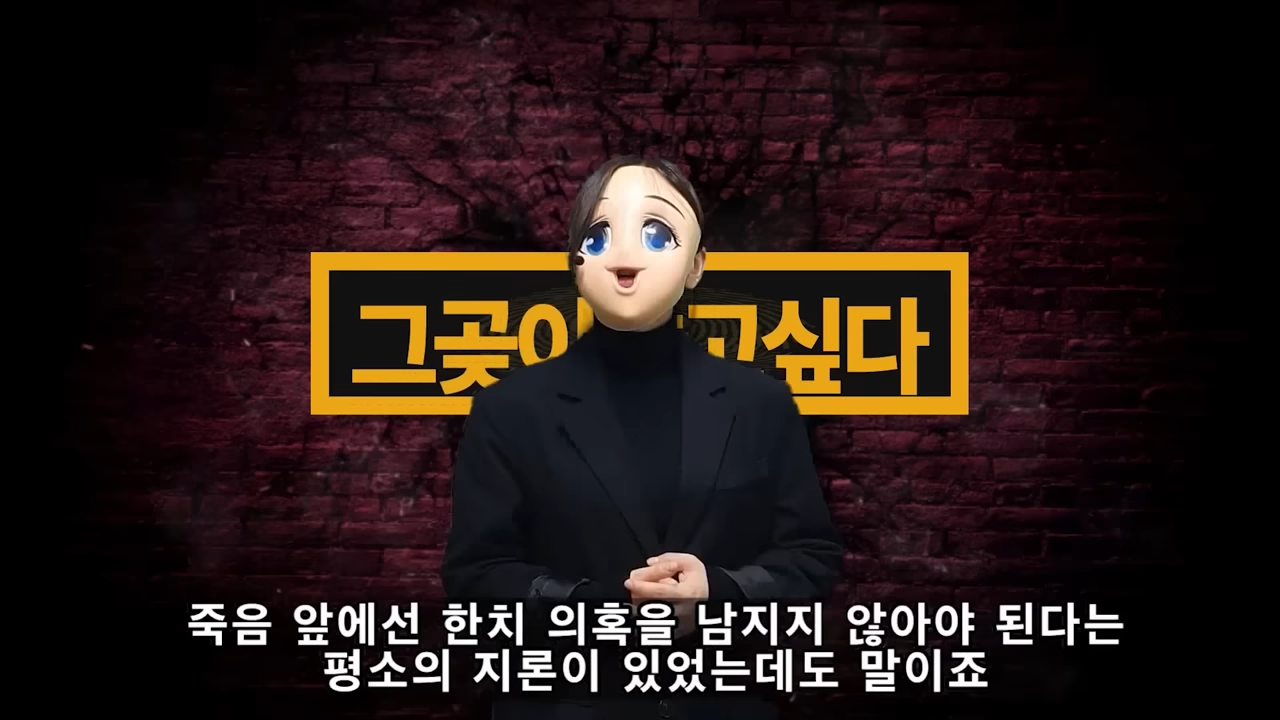 그곳이 고싶다
죽음 앞에선 한치 의혹을 남지지 않아야 된다는
평소의 지론이 있었는데도 말이죠